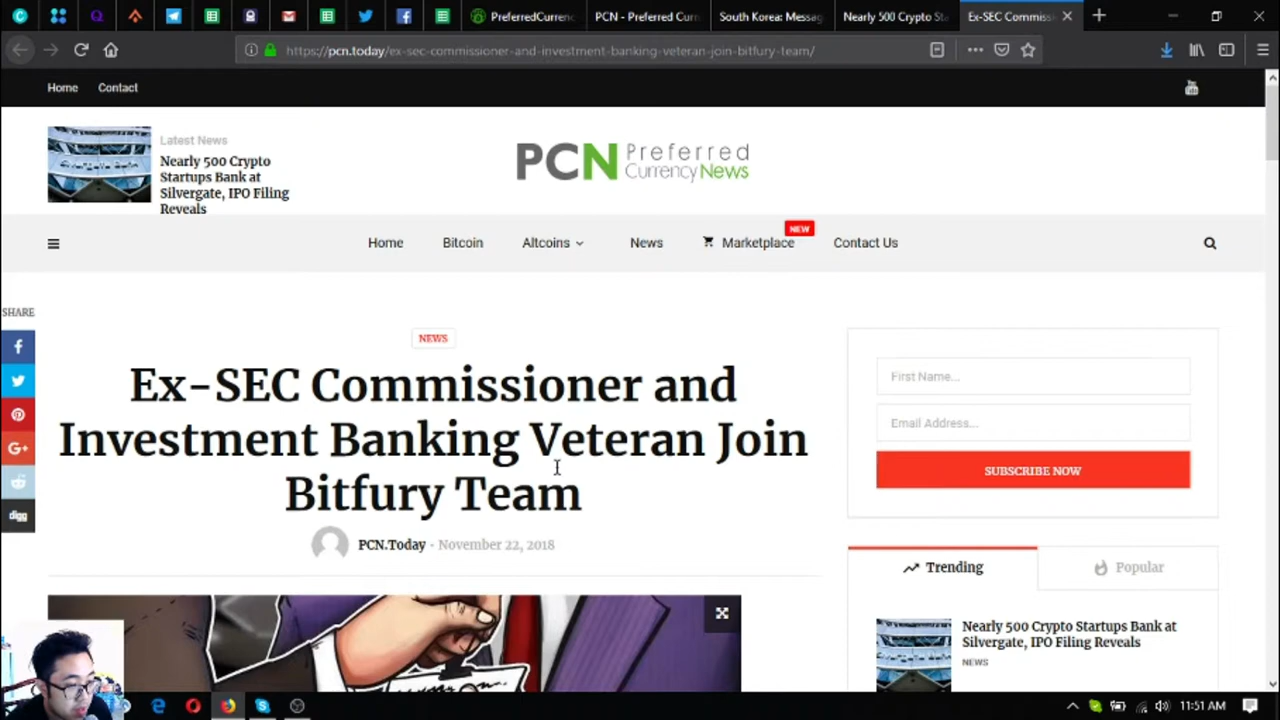 PreferredCurrenc
PCN - Preferred Curr
South Korea: Messag
Nearly 500 Crypto Sta
Ex-SEC Commiss
https://pcn.today/ex-sec-commissioner-and-investment-banking-veteran-join-bitfury-team/
Home Contact
You Tube
Latest News
Nearly 500 Crypto
Startups Bank at
Silvergate, IPO Filing
Reveals
PCN Preferred
Currency News
NEW
Home Bitcoin Altcoins News Marketplace Contact Us
SHARE
NEWS
Ex-SEC Commissioner and
Investment Banking Veteran Join
Bitfury Team
PCN.Today - November 22, 2018
First Name...
Email Address...
SUBSCRIBE NOW
G+
digg
Trending
Popular
Nearly 500 Crypto Startups Bank at
Silvergate, IPO Filing Reveals
NEWS
11:51 AM